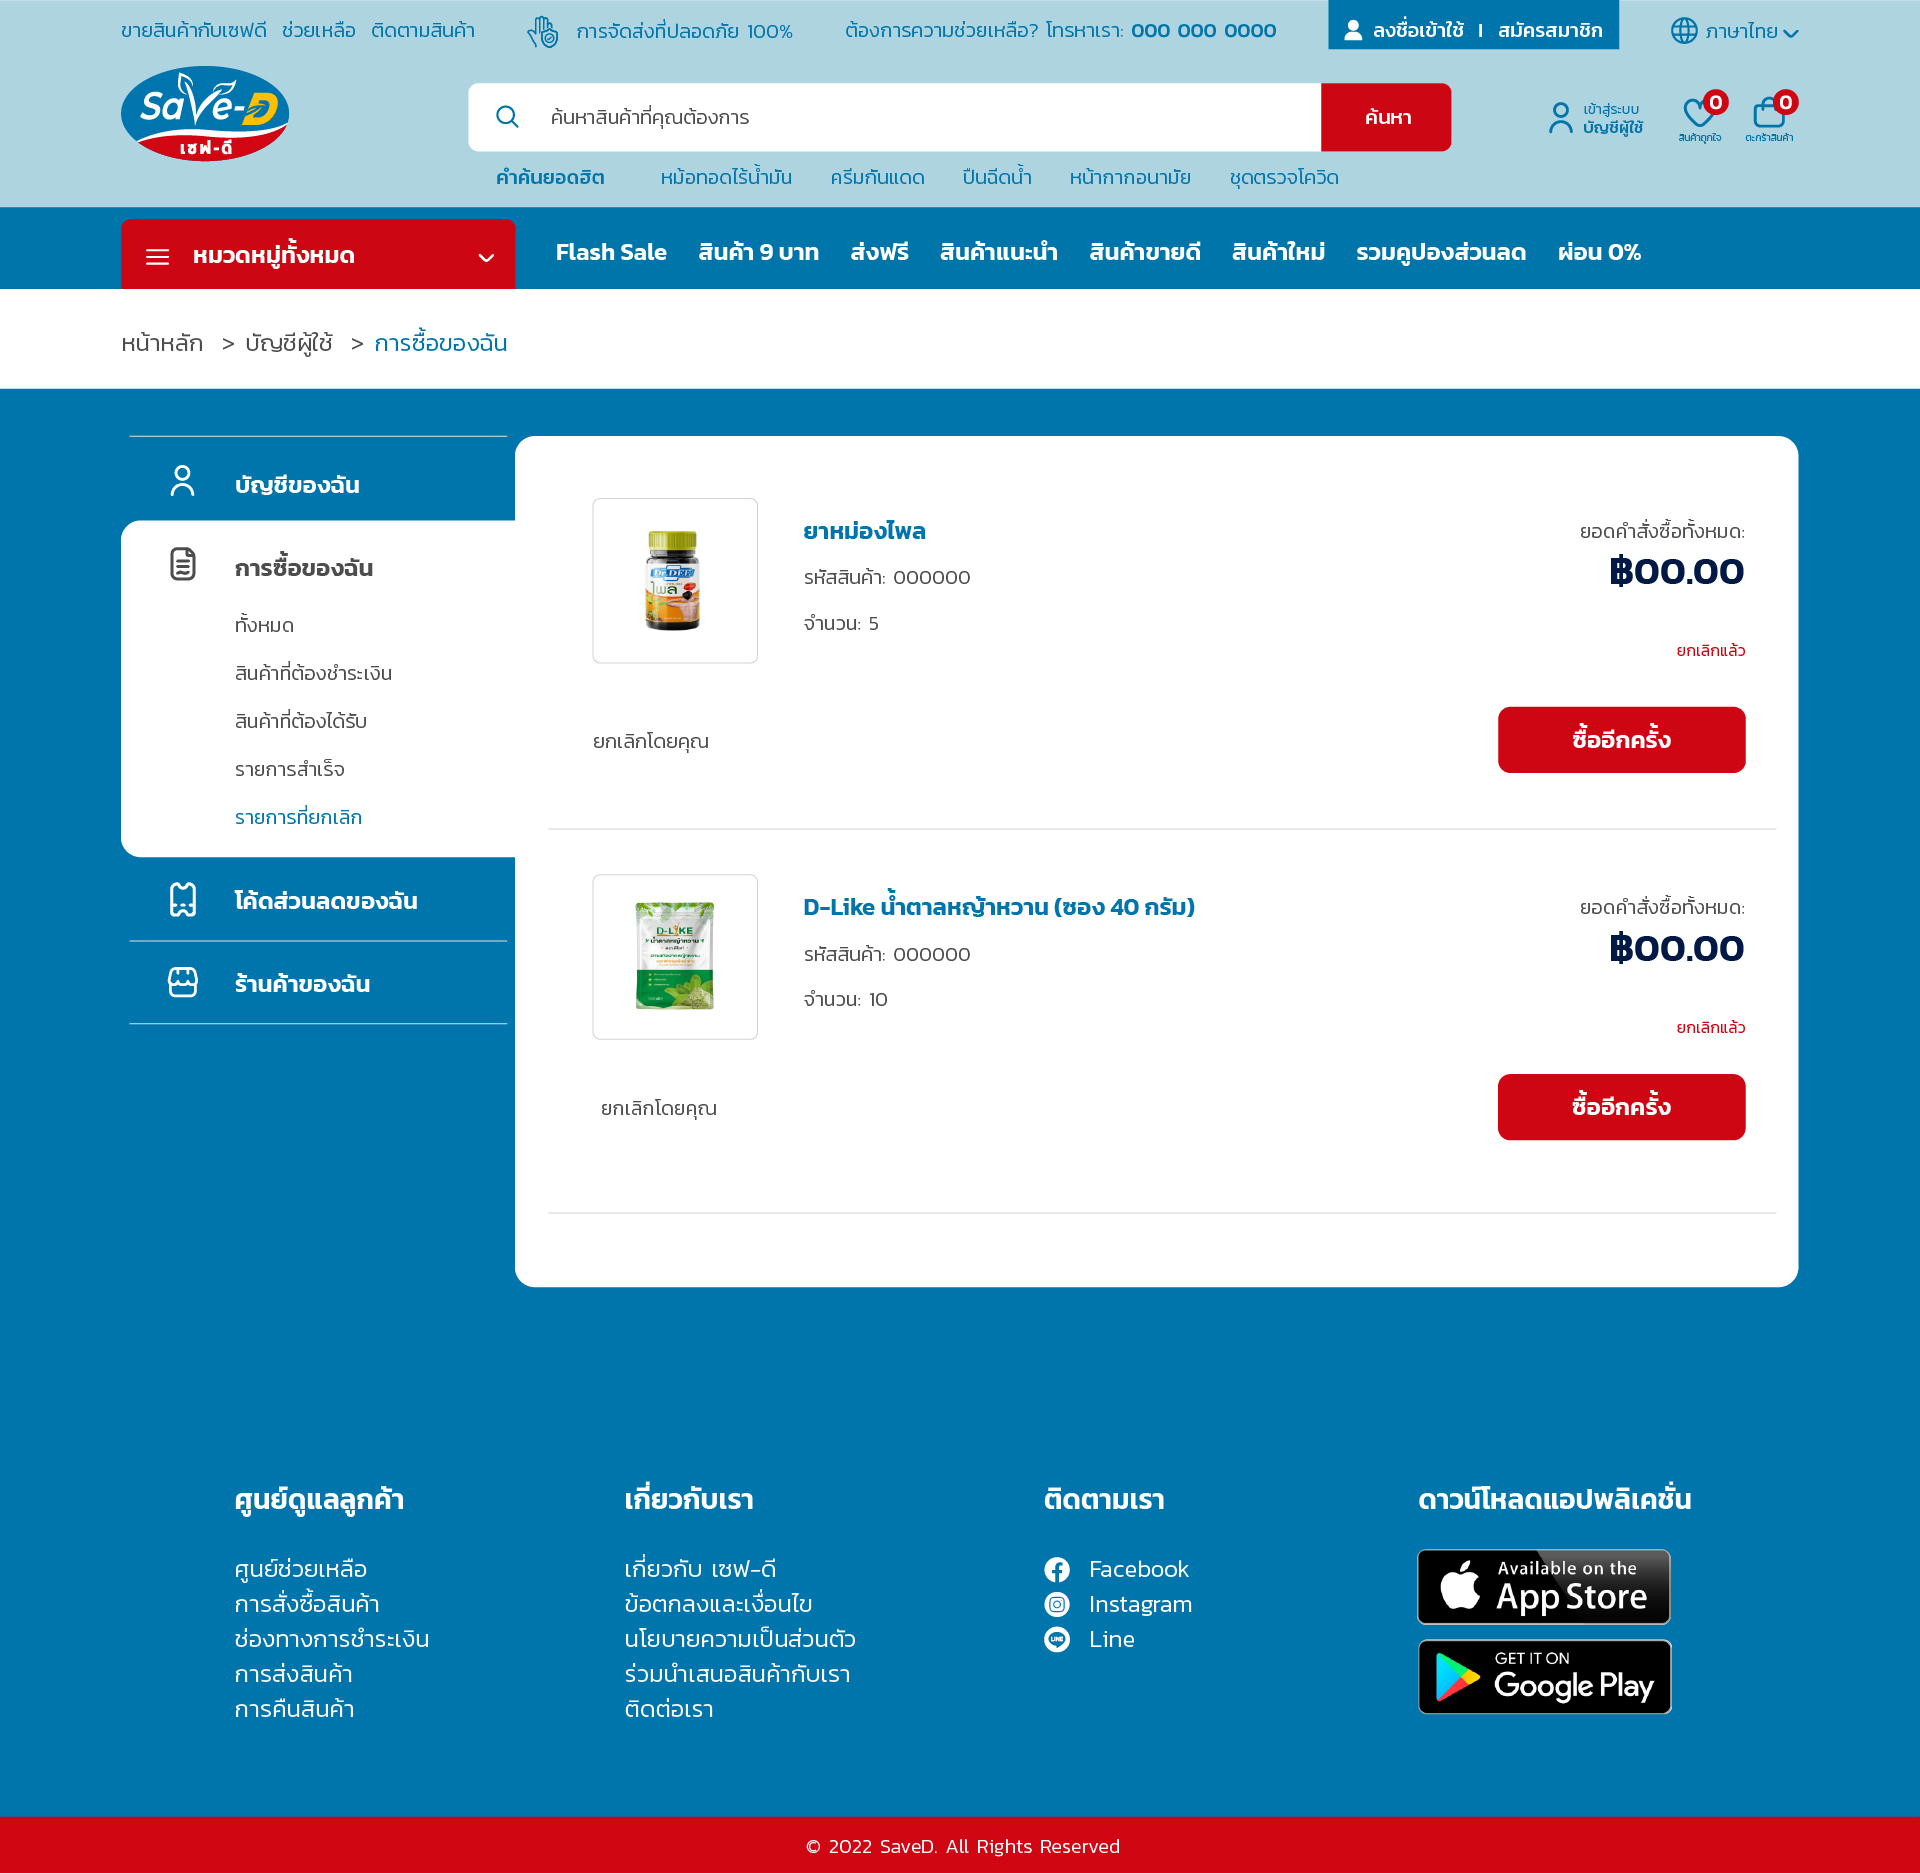 ขายสินค้ากับเซฟดี ช่วยเหลือ ติดตามสินค้า การจัดส่งที่ปลอดภัย 100% ต้องการความช่วยเหลือ? โทรหาเรา: 000 000 0000 ลงชื่อเข้าใช้ | สมัครสมาชิก ภาษาไทย
SaVe-D
เซฟ-ดี
ค้นหาสินค้าที่คุณต้องการ ค้นหา
เข้าสู่ระบบ
บัญชีผู้ใช้
0 0
สินค้าถูกใจ ตะกร้าสินค้า
คำค้นยอดฮิต หม้อทอดไร้น้ำมัน ครีมกันแดด ปืนฉีดน้ำ หน้ากากอนามัย ชุดตรวจโควิด
หมวดหมู่ทั้งหมด Flash Sale สินค้า 9 บาท ส่งฟรี สินค้าแนะนำ สินค้าขายดี สินค้าใหม่ รวมคูปองส่วนลด ผ่อน 0%
หน้าหลัก > บัญชีผู้ใช้ > การซื้อของฉัน
บัญชีของฉัน
การซื้อของฉัน
ทั้งหมด
สินค้าที่ต้องชำระเงิน
สินค้าที่ต้องได้รับ
รายการสำเร็จ
รายการที่ยกเลิก
โค้ดส่วนลดของฉัน
ร้านค้าของฉัน
ไพล
ยาหม่องไพล
รหัสสินค้า: 000000
จำนวน: 5
ยอดคำสั่งซื้อทั้งหมด:
฿00.00
ยกเลิกแล้ว
ยกเลิกโดยคุณ
ซื้ออีกครั้ง
D-LIKE
น้ำตาลหญ้าหวาน
D-Like น้ำตาลหญ้าหวาน (ซอง 40 กรัม)
รหัสสินค้า: 000000
จำนวน: 10
ยอดคำสั่งซื้อทั้งหมด:
฿00.00
ยกเลิกแล้ว
ยกเลิกโดยคุณ
ซื้ออีกครั้ง
ศูนย์ดูแลลูกค้า
ศูนย์ช่วยเหลือ
การสั่งซื้อสินค้า
ช่องทางการชำระเงิน
การส่งสินค้า
การคืนสินค้า
เกี่ยวกับเรา
เกี่ยวกับ เซฟ-ดี
ข้อตกลงและเงื่อนไข
นโยบายความเป็นส่วนตัว
ร่วมนำเสนอสินค้ากับเรา
ติดต่อเรา
ติดตามเรา
Facebook
Instagram
Line
ดาวน์โหลดแอปพลิเคชั่น
Available on the
App Store
GET IT ON
Google Play
© 2022 SaveD. All Rights Reserved